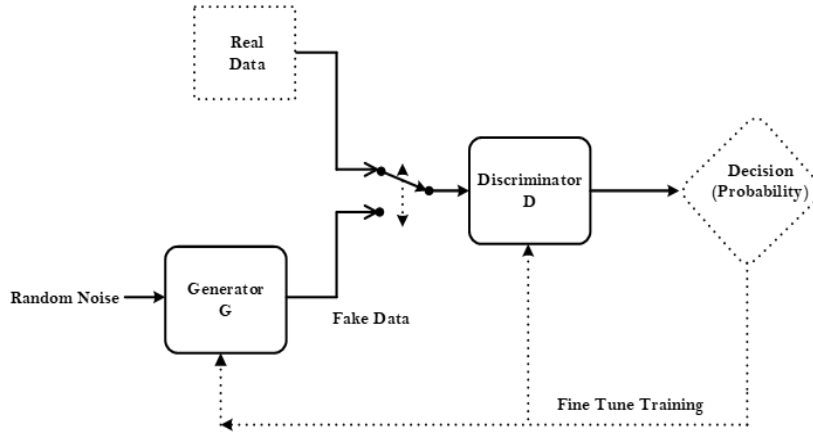 Real
Data
Discriminator
D
Decision
(Probability)
Random Noise
Generator
G
Fake Data
Fine Tune Training